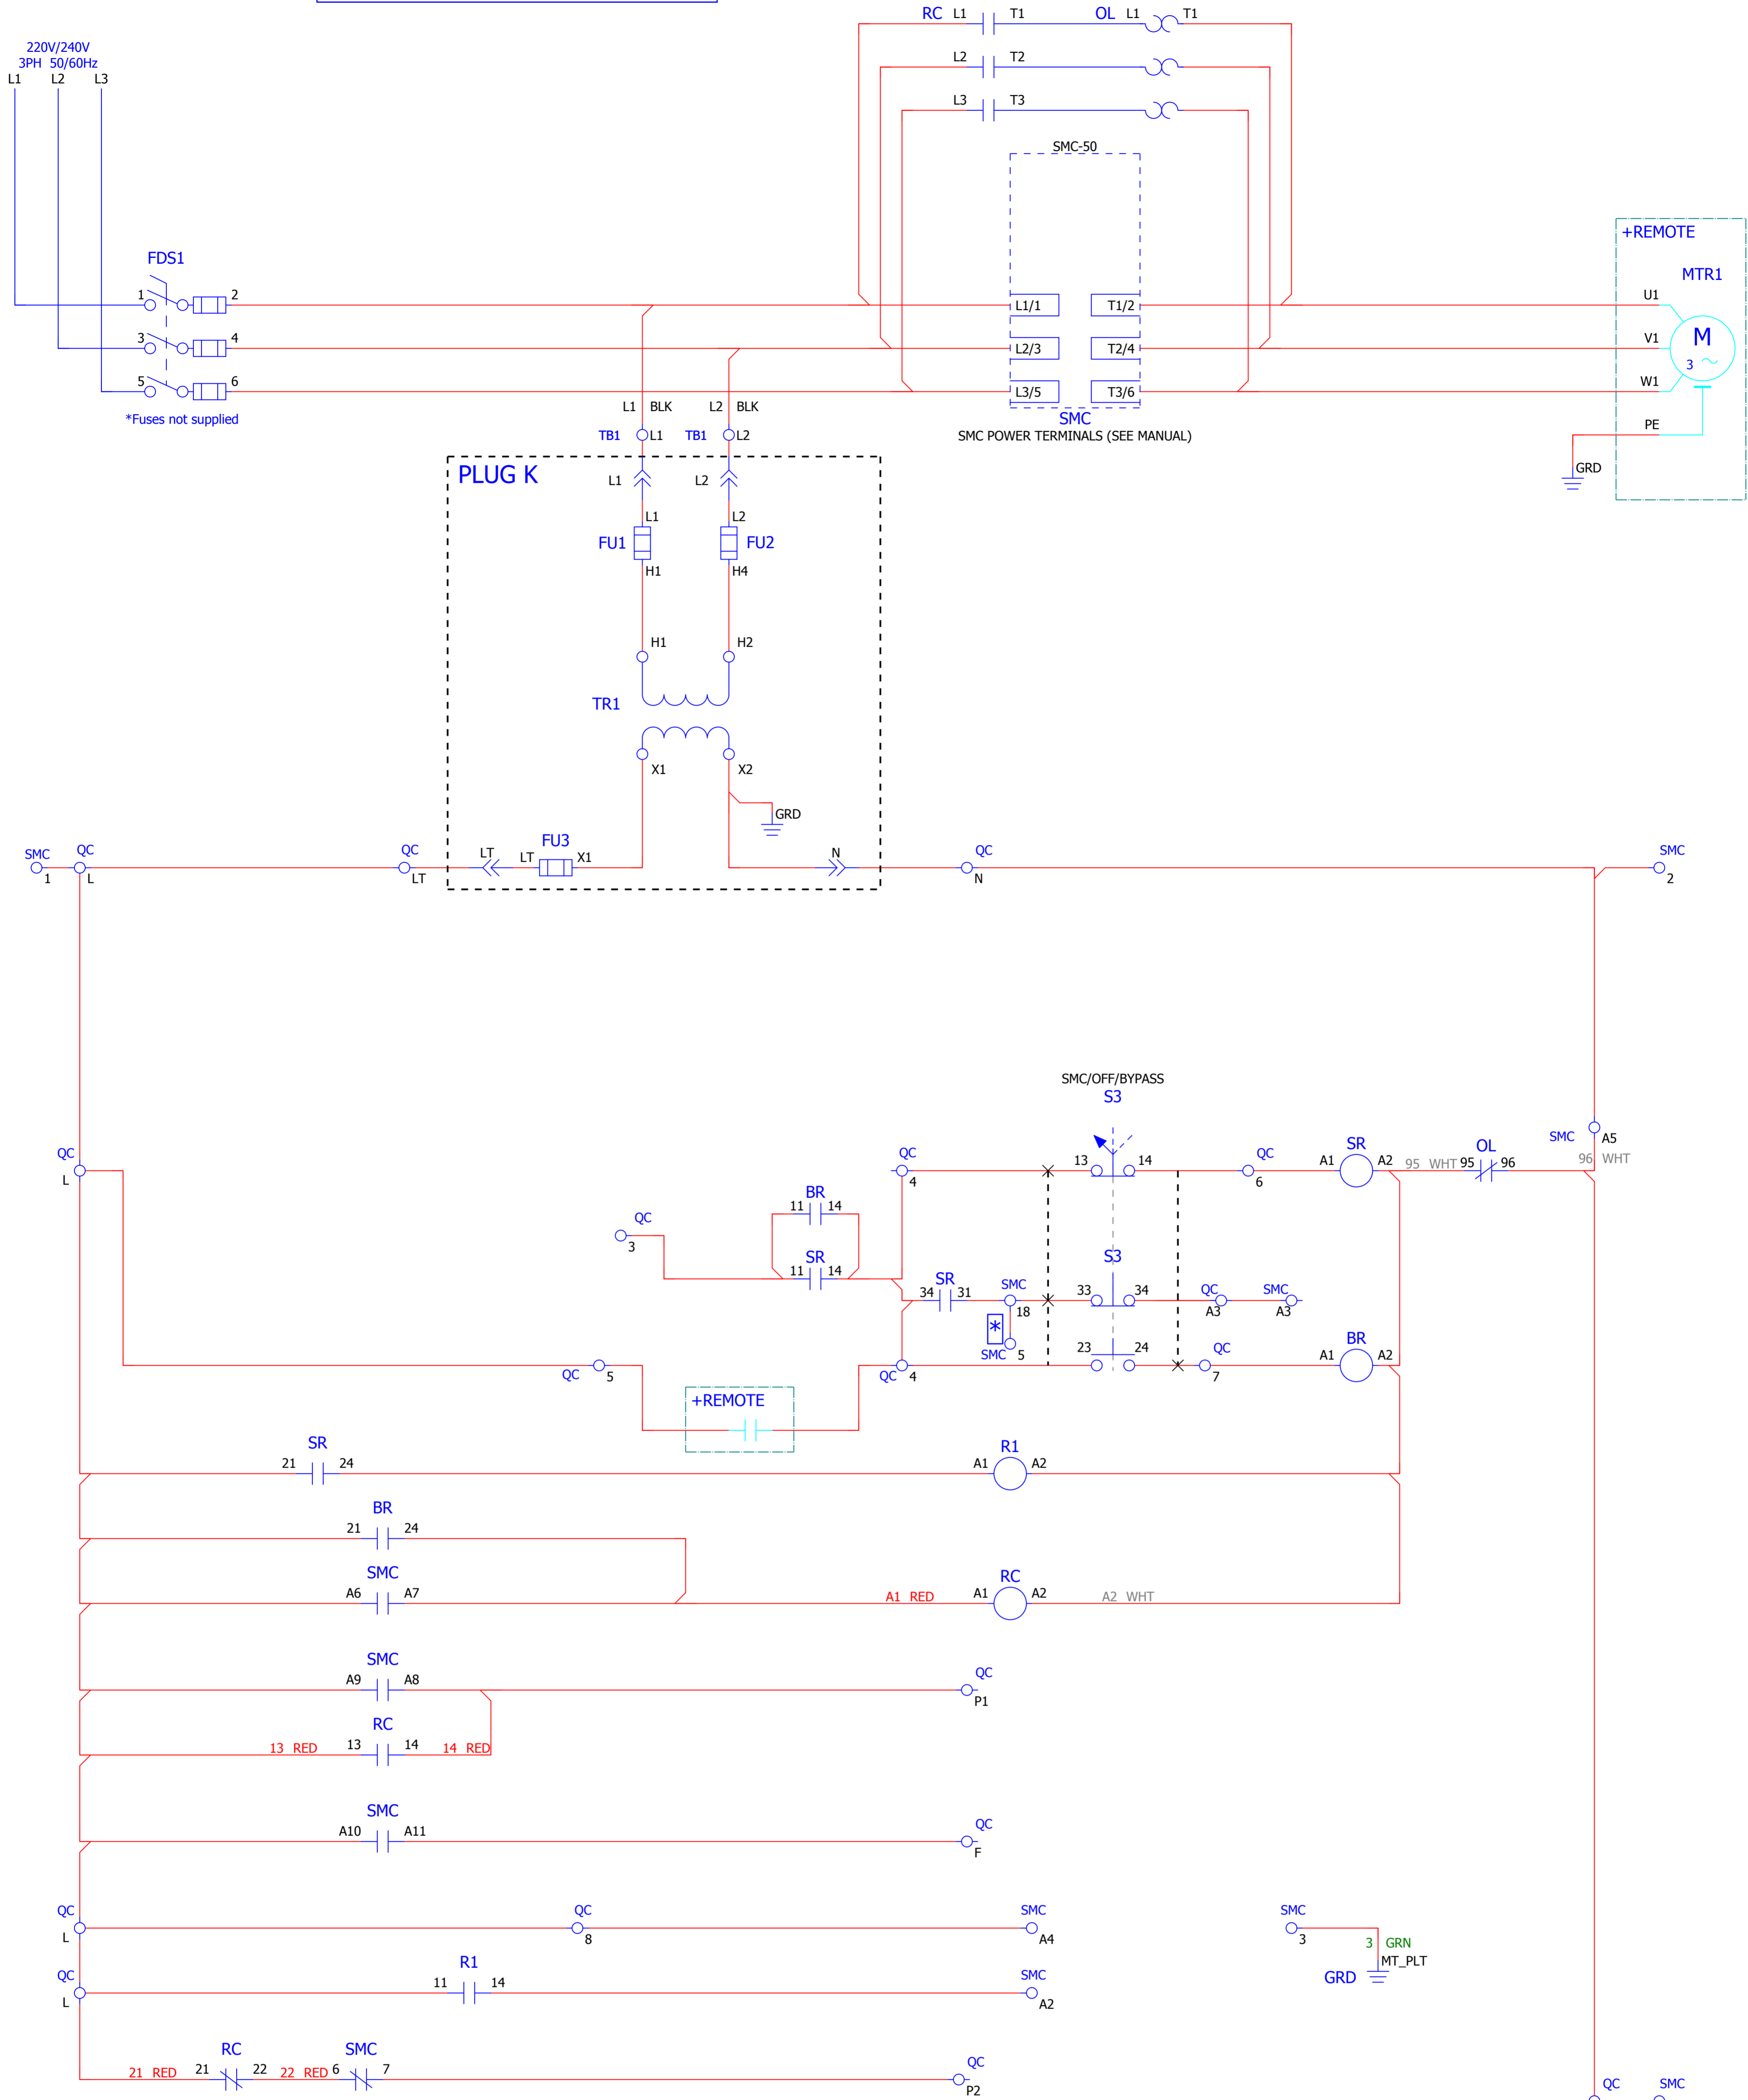 RC L1 T1 OL L1 T1
L2 T2
L3 T3
220V/240V
3PH 50/60Hz
L1 L2 L3
SMC-50
+REMOTE
MTR1
FDS1
1 2
3 4
5 6
*Fuses not supplied
L1/1 T1/2
L2/3 T2/4
L3/5 T3/6
SMC
SMC POWER TERMINALS (SEE MANUAL)
U1
V1
W1
PE
M
3
GRD
L1 BLK L2 BLK
TB1 L1 TB1 L2
PLUG K
L1 L2
L1 L2
FU1 FU2
H1 H4
H1 H2
TR1
X1 X2
GRD
SMC QC QC FU3 QC SMC
LT LT X1 N
1 L LT N 2
SMC/OFF/BYPASS
S3
SMC A5
QC QC 13 14 QC SR OL
A1 A2 95 WHT 95 96 96 WHT
L 4 6
BR
11 14
QC
3
SR
11 14
S3
SR SMC QC SMC
34 31 33 34
18 A3 A3
*
SMC 5 23 24 QC BR
A1 A2
QC 5 QC 4 7
+REMOTE
SR R1
21 24 A1 A2
BR
21 24
SMC RC
A6 A7 A1 RED A1 A2 A2 WHT
SMC QC
A9 A8
P1
RC
13 RED 13 14 14 RED
SMC QC
A10 A11
F
QC QC SMC SMC
L 8 A4 3
3 GRN
MT_PLT
GRD
QC R1 SMC
11 14
L A2
RC SMC QC
21 RED 21 22 22 RED 6 7
P2
QC SMC